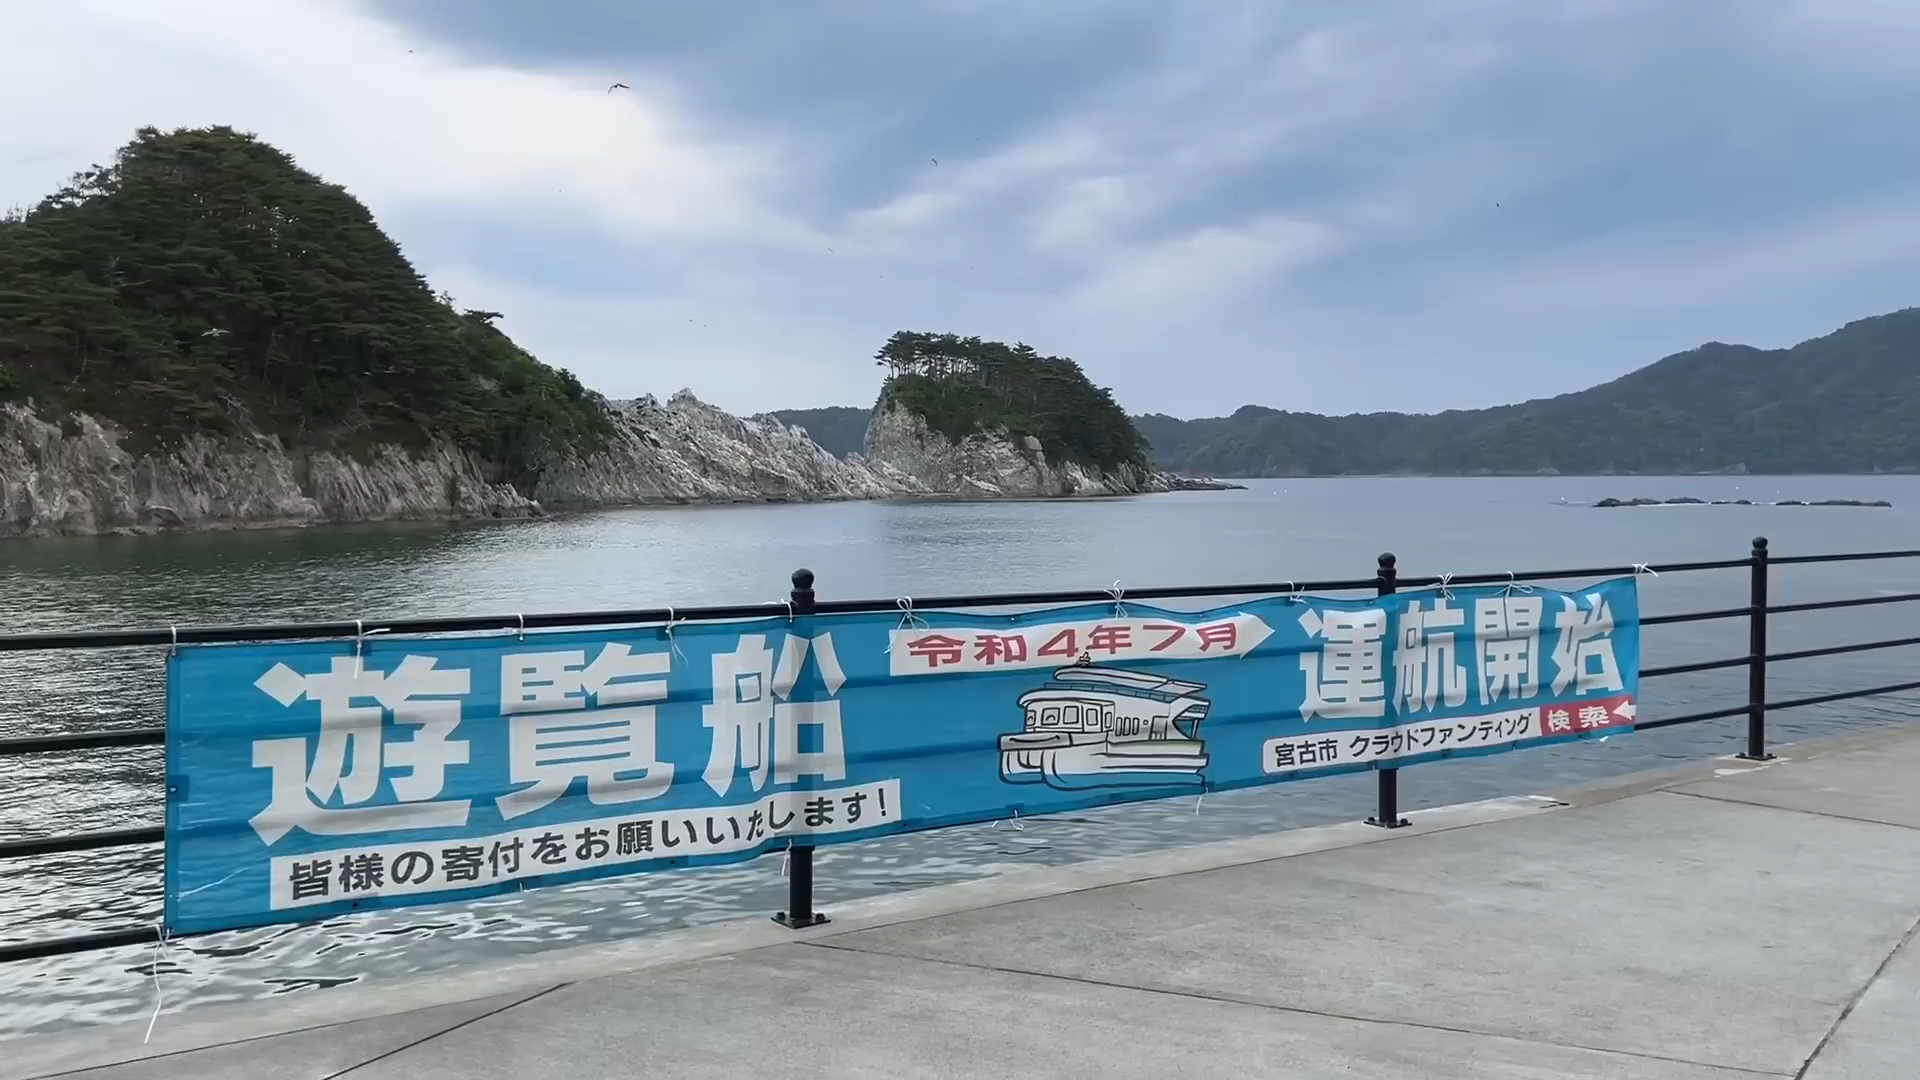 遊覧船
皆様の寄付をお願いいたします!
令和4年7月
運航開始
宮古市 クラウドファンディング 検索